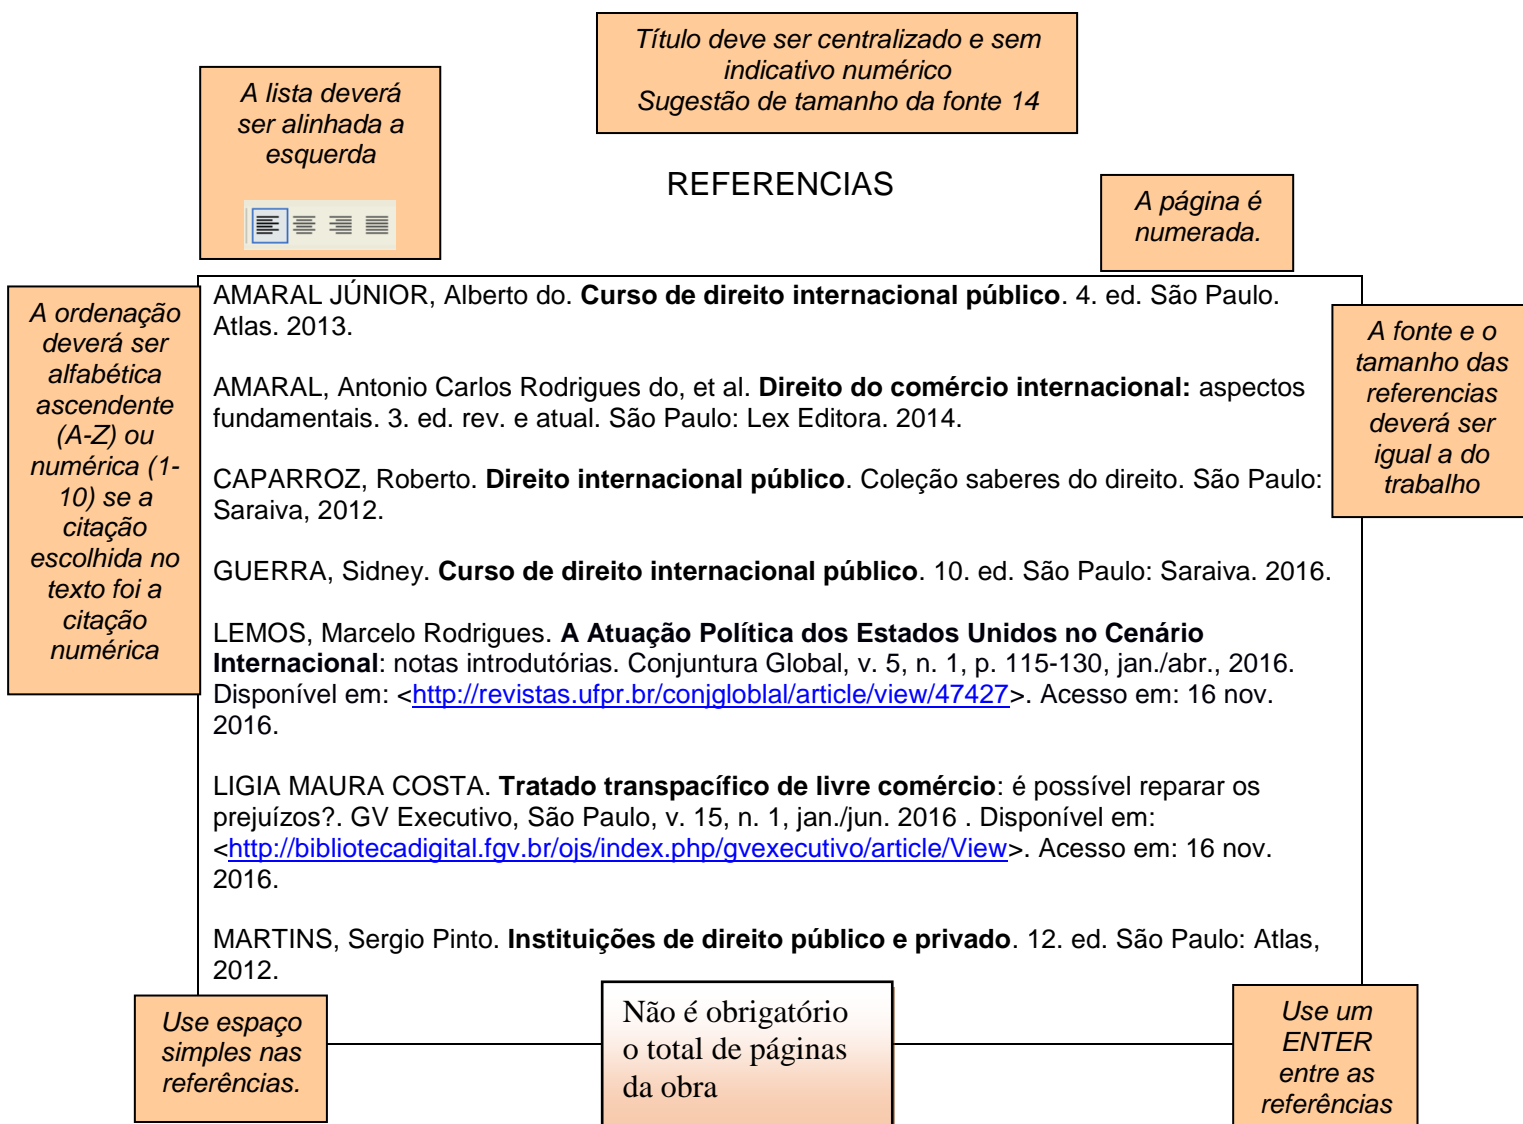 Título deve ser centralizado e sem
indicativo numérico
Sugestão de tamanho da fonte 14
A lista deverá
ser alinhada a
esquerda
REFERENCIAS
A página é
numerada.
A ordenação
deverá ser
alfabética
ascendente
(A-Z) ou
numérica (1-
10) se a
citação
escolhida no
texto foi a
citação
numérica
AMARAL JÚNIOR, Alberto do. Curso de direito internacional público. 4. ed. São Paulo.
Atlas. 2013.
AMARAL, Antonio Carlos Rodrigues do, et al. Direito do comércio internacional: aspectos
fundamentais. 3. ed. rev. e atual. São Paulo: Lex Editora. 2014.
CAPARROZ, Roberto. Direito internacional público. Coleção saberes do direito. São Paulo:
Saraiva, 2012.
GUERRA, Sidney. Curso de direito internacional público. 10. ed. São Paulo: Saraiva. 2016.
LEMOS, Marcelo Rodrigues. A Atuação Política dos Estados Unidos no Cenário
Internacional: notas introdutórias. Conjuntura Global, v. 5, n. 1, p. 115-130, jan./abr., 2016.
Disponível em: <http://revistas.ufpr.br/conjgloblal/article/view/47427>. Acesso em: 16 nov.
2016.
LIGIA MAURA COSTA. Tratado transpacífico de livre comércio: é possível reparar os
prejuízos?. GV Executivo, São Paulo, v. 15, n. 1, jan./jun. 2016 . Disponível em:
<http://bibliotecadigital.fgv.br/ojs/index.php/gvexecutivo/article/View>. Acesso em: 16 nov.
2016.
MARTINS, Sergio Pinto. Instituições de direito público e privado. 12. ed. São Paulo: Atlas,
2012.
A fonte e o
tamanho das
referencias
deverá ser
igual a do
trabalho
Use espaço
simples nas
referências.
Não é obrigatório
o total de páginas
da obra
Use um
ENTER
entre as
referências